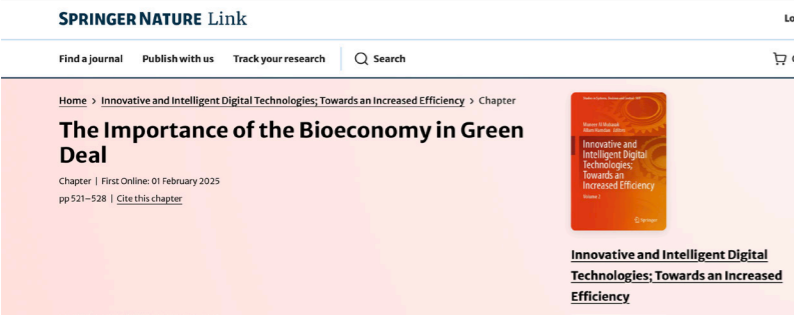 SPRINGER NATURE Link
Lo
Find a journal Publish with us Track your research Search
Home > Innovative and Intelligent Digital Technologies; Towards an Increased Efficiency > Chapter
The Importance of the Bioeconomy in Green
Deal
Chapter | First Online: 01 February 2025
pp 521–528 | Cite this chapter
Innovative and
Intelligent Digital
Technologies;
Towards an
Increased Efficiency
Volume 2
Springer
Innovative and Intelligent Digital
Technologies; Towards an Increased
Efficiency